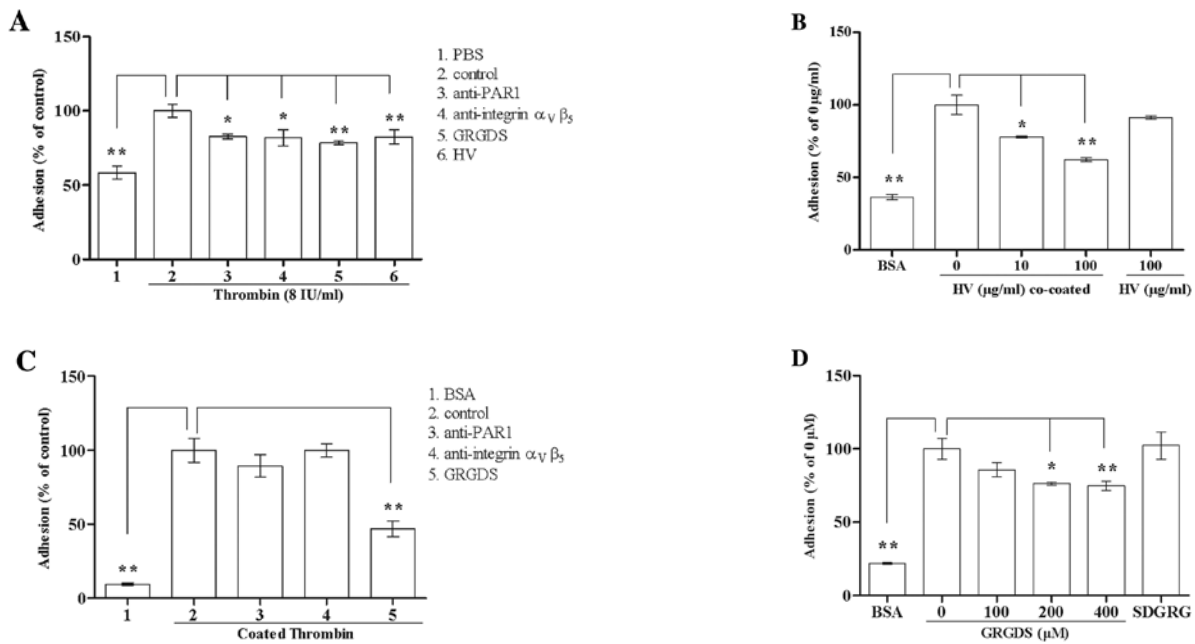 A
Adhesion (% of control)
150
100
50
0
**
*
*
**
**
1 2 3 4 5 6
Thrombin (8 IU/ml)
1. PBS
2. control
3. anti-PAR1
4. anti-integrin αV β5
5. GRGDS
6. HV
B
Adhesion (% of 0μg/ml)
150
100
50
0
**
*
**
BSA 0 10 100 100
HV (μg/ml) co-coated HV (μg/ml)
C
Adhesion (% of control)
150
100
50
0
**
**
1 2 3 4 5
Coated Thrombin
1. BSA
2. control
3. anti-PAR1
4. anti-integrin αV β5
5. GRGDS
D
Adhesion (% of 0μM)
150
100
50
0
**
*
**
BSA 0 100 200 400 SDGRG
GRGDS (μM)